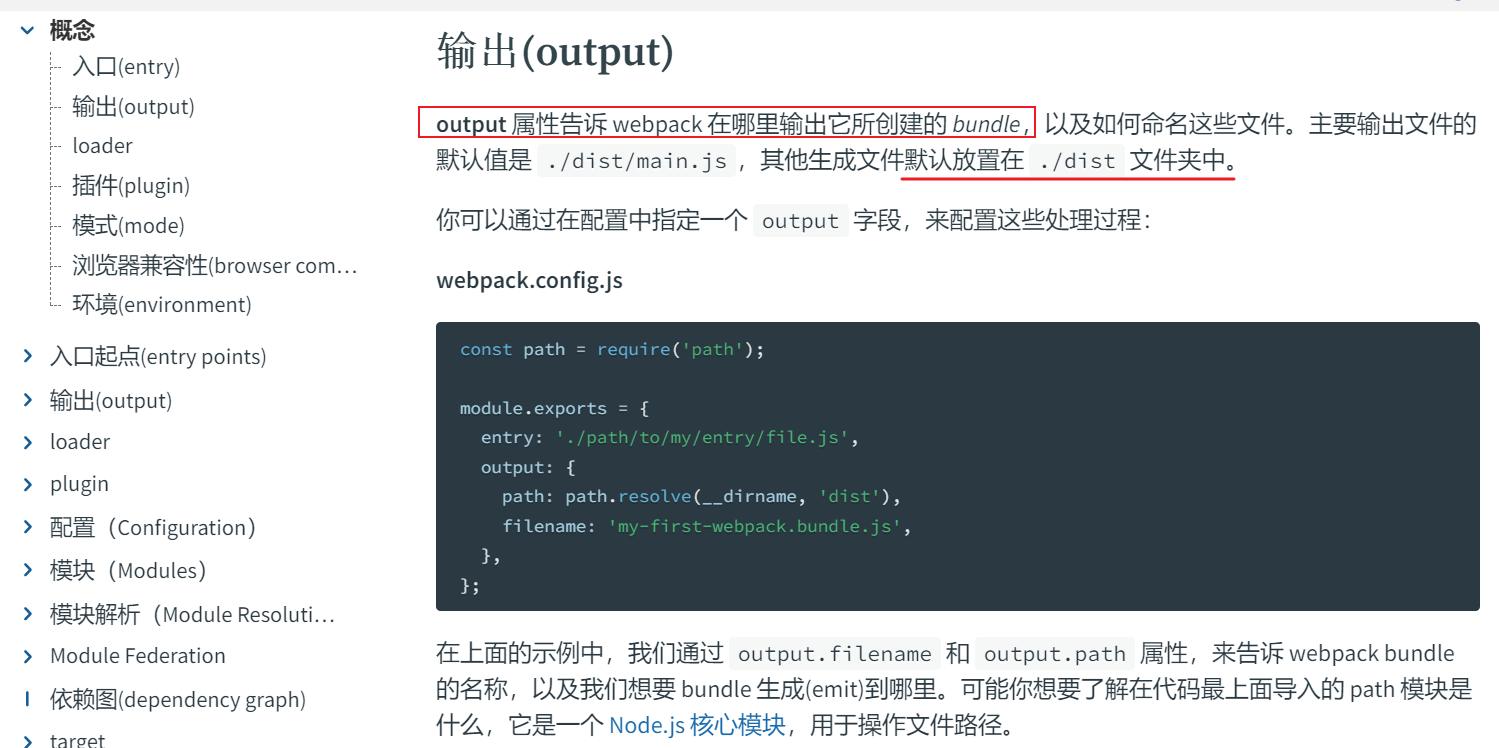 概念
入口(entry)
输出(output)
loader
插件(plugin)
模式(mode)
浏览器兼容性(browser com…
环境(environment)
入口起点(entry points)
输出(output)
loader
plugin
配置（Configuration）
模块（Modules）
模块解析（Module Resoluti…
Module Federation
依赖图(dependency graph)
target
输出(output)
output 属性告诉 webpack 在哪里输出它所创建的 bundle，以及如何命名这些文件。主要输出文件的
默认值是 ./dist/main.js，其他生成文件默认放置在 ./dist 文件夹中。
你可以通过在配置中指定一个 output 字段，来配置这些处理过程：
webpack.config.js
const path = require('path');
module.exports = {
  entry: './path/to/my/entry/file.js',
  output: {
    path: path.resolve(__dirname, 'dist'),
    filename: 'my-first-webpack.bundle.js',
  },
};
在上面的示例中，我们通过 output.filename 和 output.path 属性，来告诉 webpack bundle
的名称，以及我们想要 bundle 生成(emit)到哪里。可能你想要了解在代码最上面导入的 path 模块是
什么，它是一个 Node.js 核心模块，用于操作文件路径。